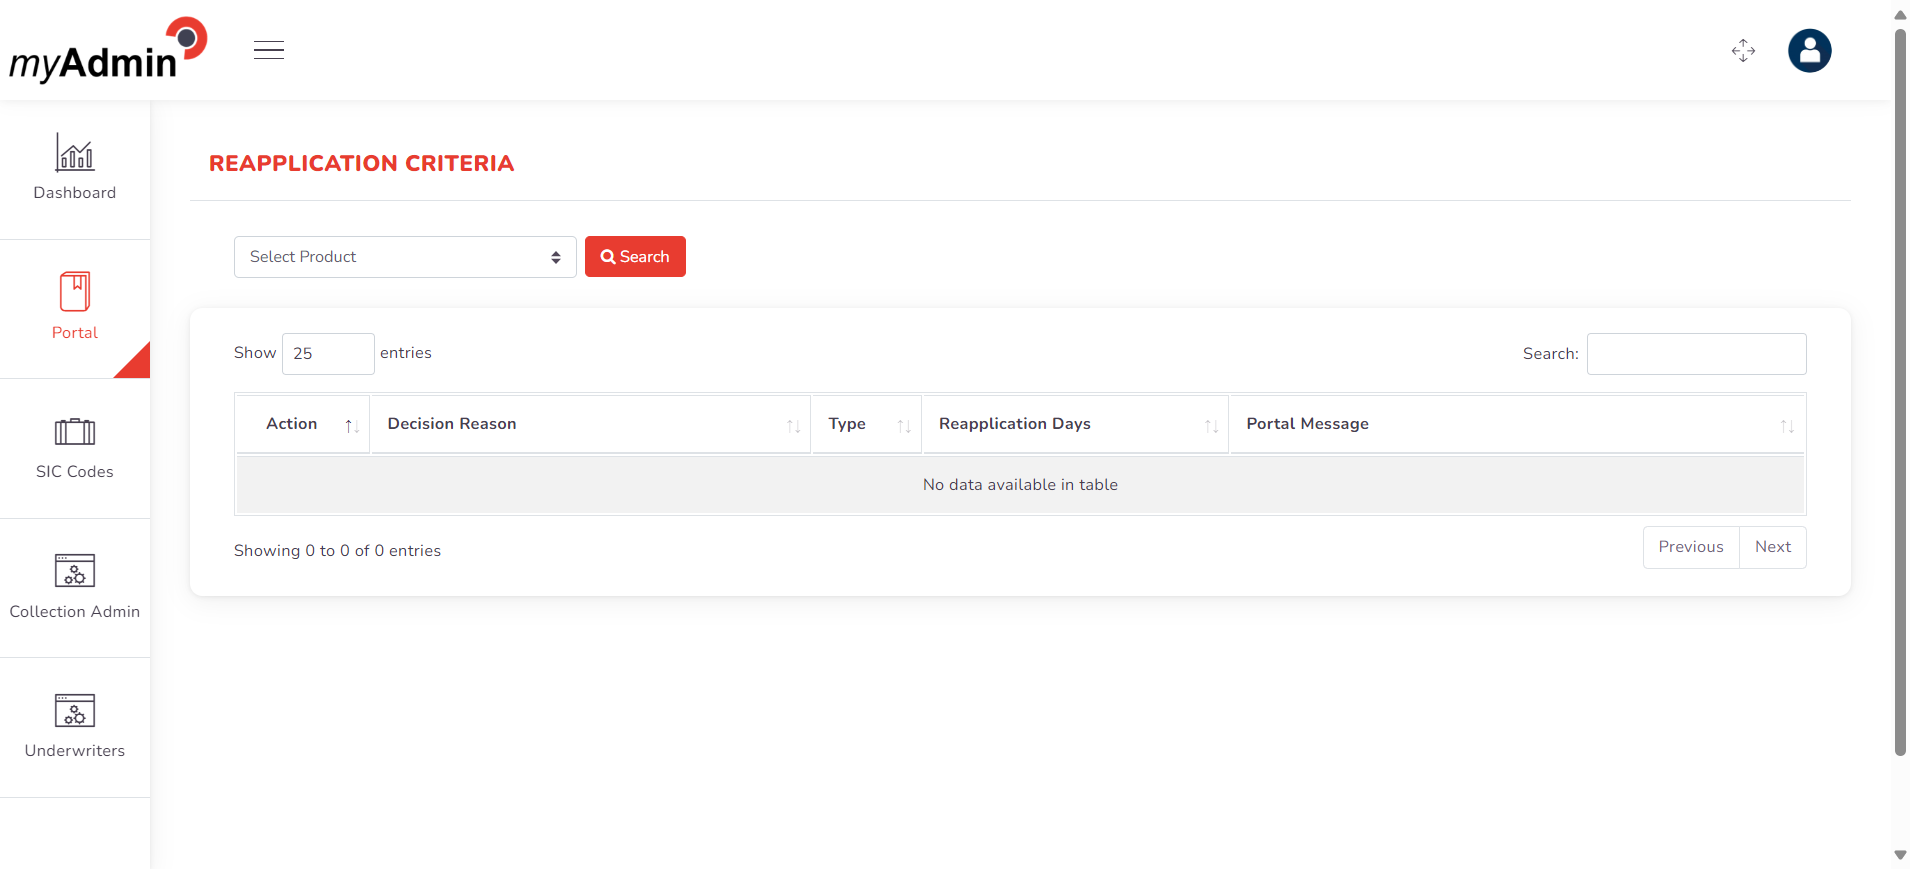 myAdmin
Dashboard
Portal
SIC Codes
Collection Admin
Underwriters
REAPPLICATION CRITERIA
Select Product
Search
Show 25 entries
Search:
Action Decision Reason Type Reapplication Days Portal Message
No data available in table
Showing 0 to 0 of 0 entries
Previous Next